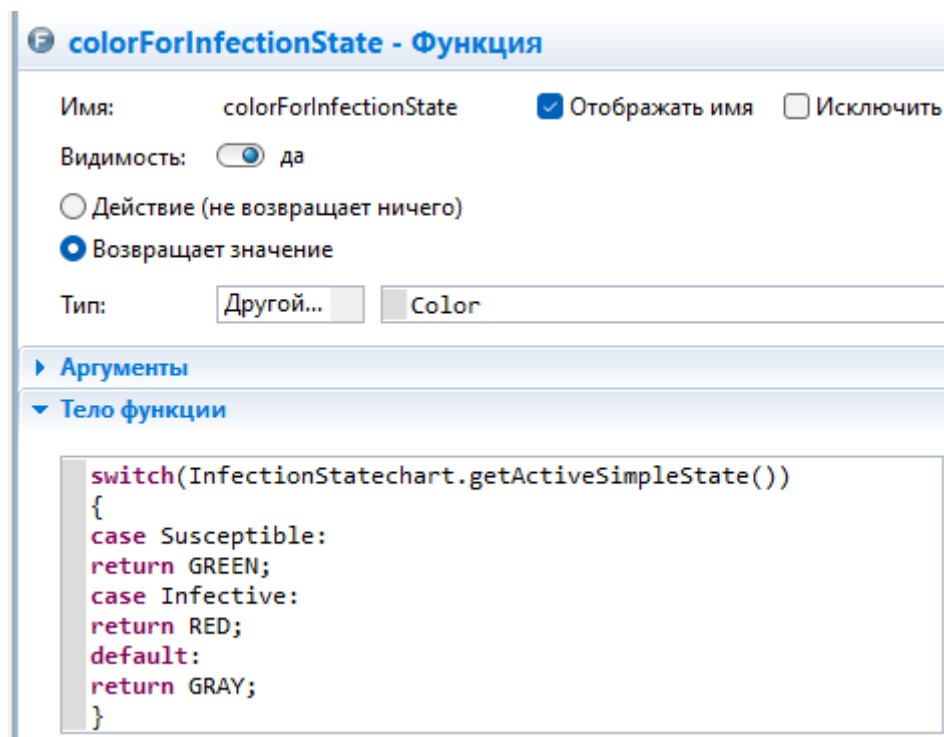 colorForInfectionState - Функция
Имя: colorForInfectionState Отображать имя Исключить
Видимость: да
Действие (не возвращает ничего)
Возвращает значение
Тип: Другой... Color
Аргументы
Тело функции
switch(InfectionStatechart.getActiveSimpleState())
{
case Susceptible:
return GREEN;
case Infective:
return RED;
default:
return GRAY;
}